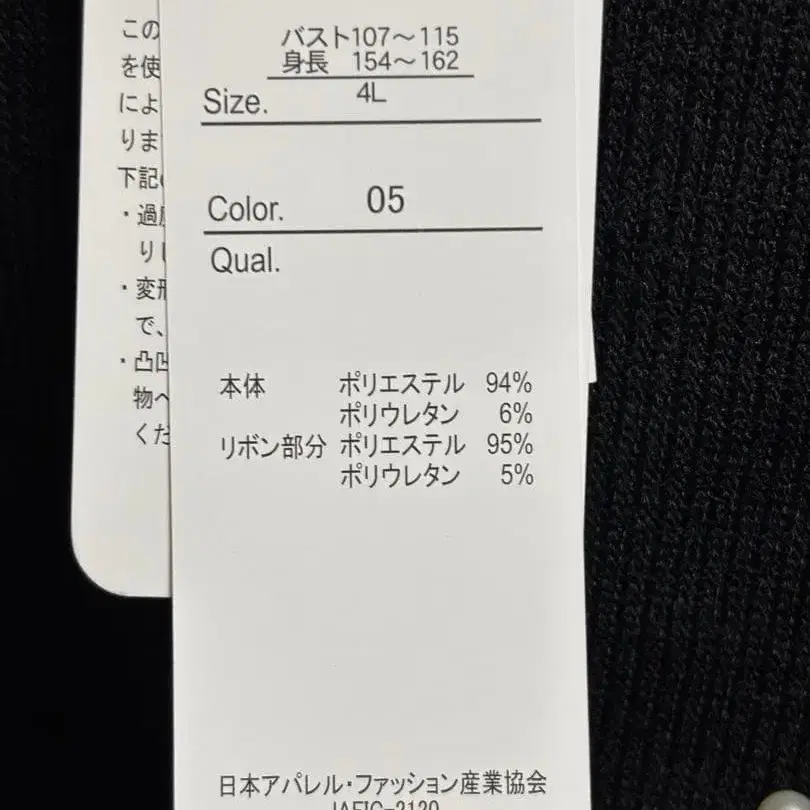 この
を使
によ
りま
下記
・過
り
・変形
で、
・凸凹
物へ
くだ
バスト107～115
身長 154～162
Size. 4L
Color. 05
Qual.
本体 ポリエステル 94%
ポリウレタン 6%
リボン部分 ポリエステル 95%
ポリウレタン 5%
日本アパレル・ファッション産業協会
JAFIC-2120